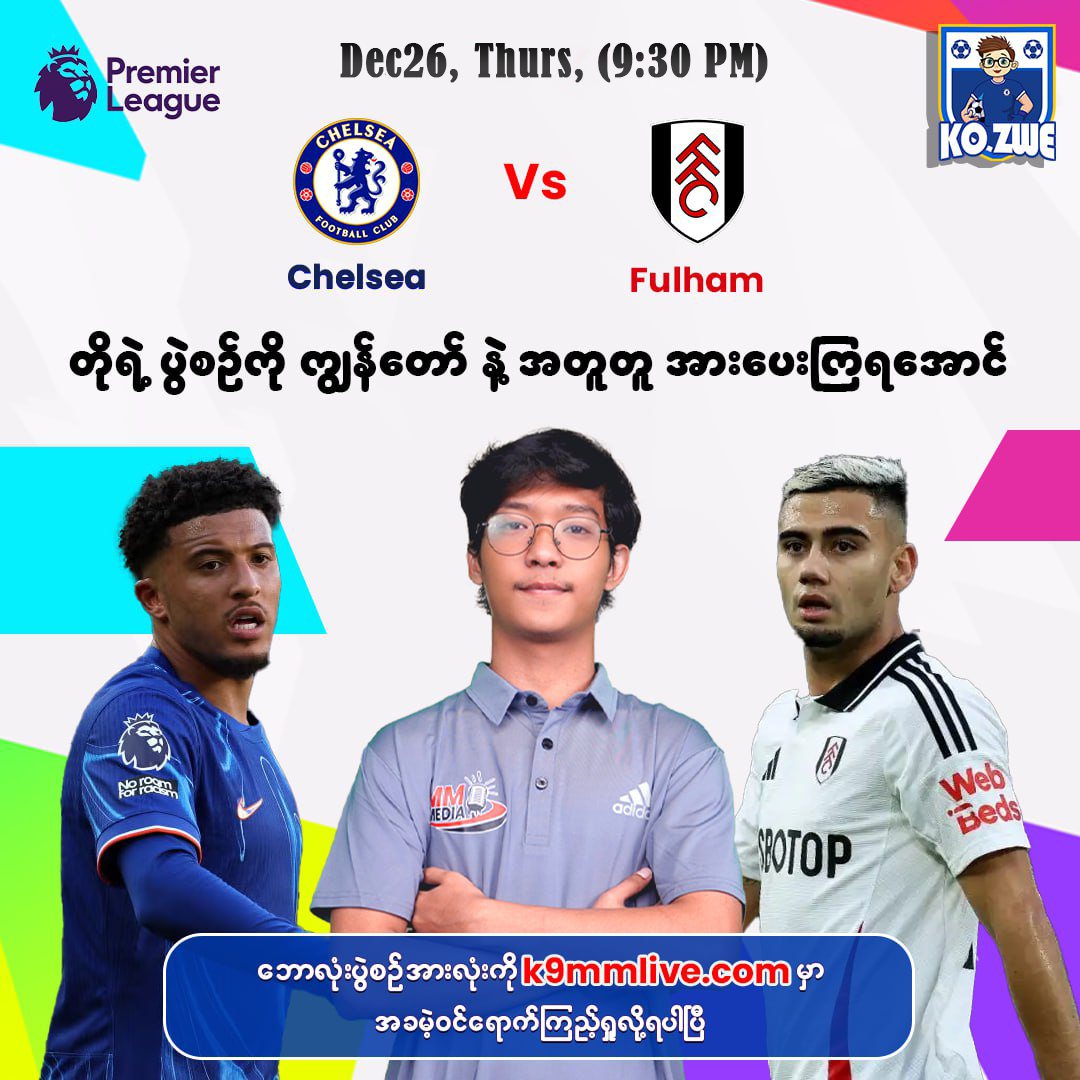 Premier
League
Dec26, Thurs, (9:30 PM)
KO.ZWE
CHELSEA
FOOTBALL CLUB
Vs
FFC
Chelsea
Fulham
တို့ရဲ့ ပွဲစဉ်ကို ကျွန်တော် နဲ့ အတူတူ အားပေးကြရအောင်
Premier
League
No room
For racism
MM
MEDIA
adidas
FFC
SBOTOP
Web
Beds
ဘောလုံးပွဲစဉ်အားလုံးကို k9mmlive.com မှာ
အခမဲ့ဝင်ရောက်ကြည့်ရှုလို့ရပါပြီ